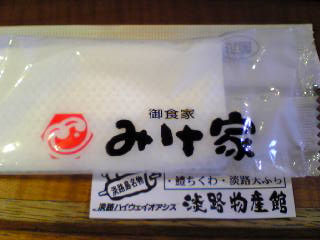 御食家
みけ家
淡路島名物
・鱧ちくわ・淡路天ぷら
淡路ハイウェイオアシス 淡路物産館